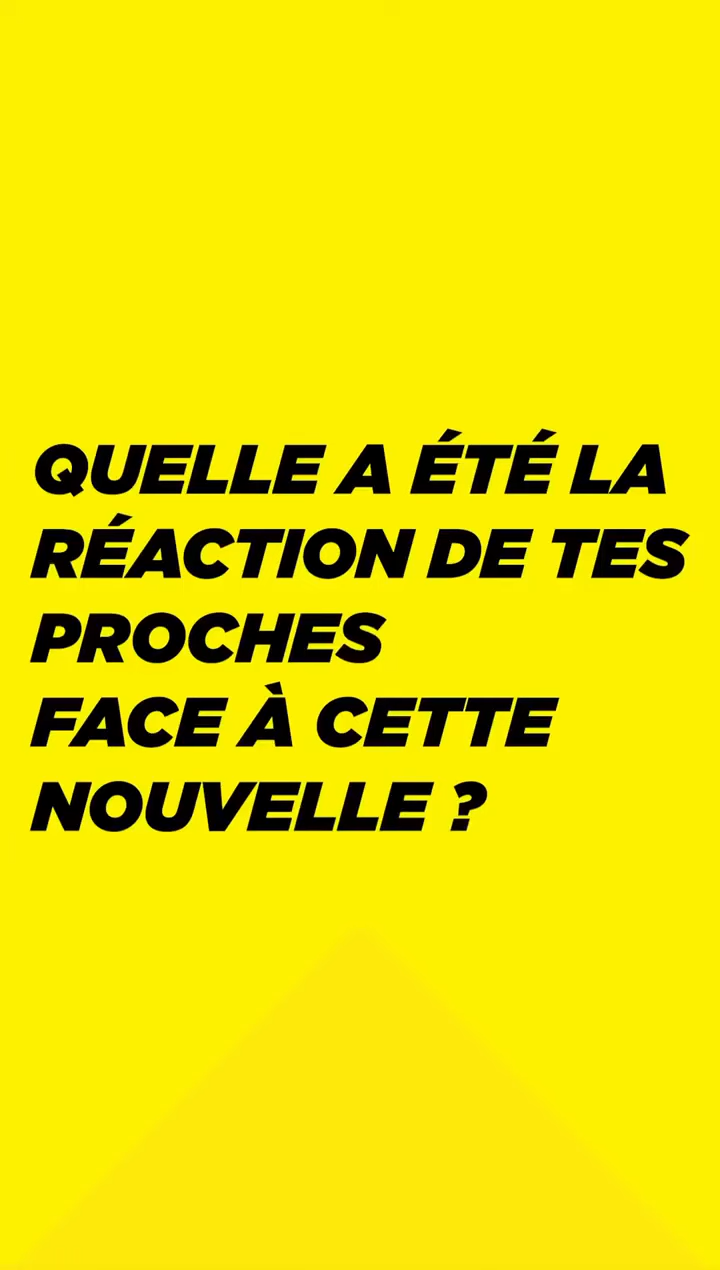 QUELLE A ÉTÉ LA
RÉACTION DE TES
PROCHES
FACE À CETTE
NOUVELLE ?